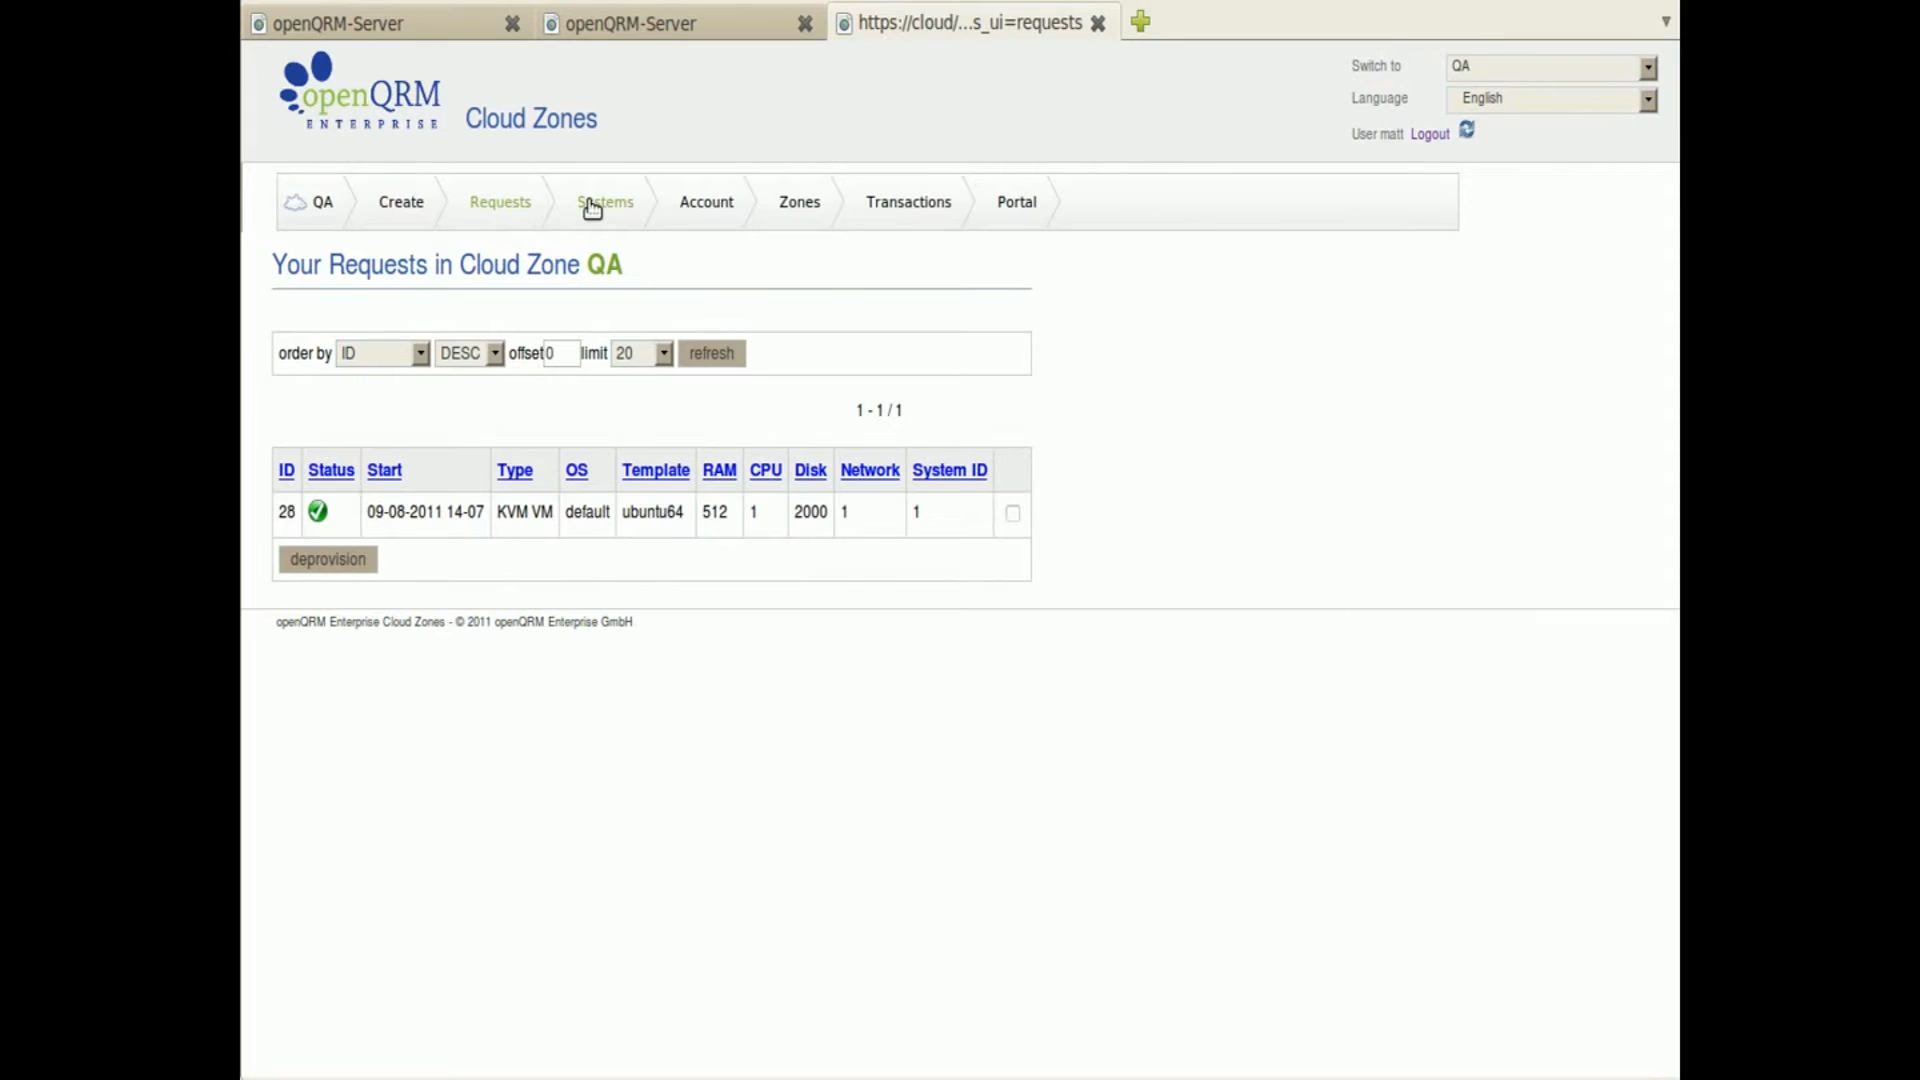 openQRM-Server openQRM-Server https://cloud/...s_ui=requests
openQRM
ENTERPRISE
Cloud Zones
Switch to QA
Language English
User matt Logout
QA Create Requests Systems Account Zones Transactions Portal
Your Requests in Cloud Zone QA
order by ID DESC offset 0 limit 20 refresh
1 - 1 / 1
ID Status Start Type OS Template RAM CPU Disk Network System ID
28 09-08-2011 14-07 KVM VM default ubuntu64 512 1 2000 1 1
deprovision
openQRM Enterprise Cloud Zones - © 2011 openQRM Enterprise GmbH